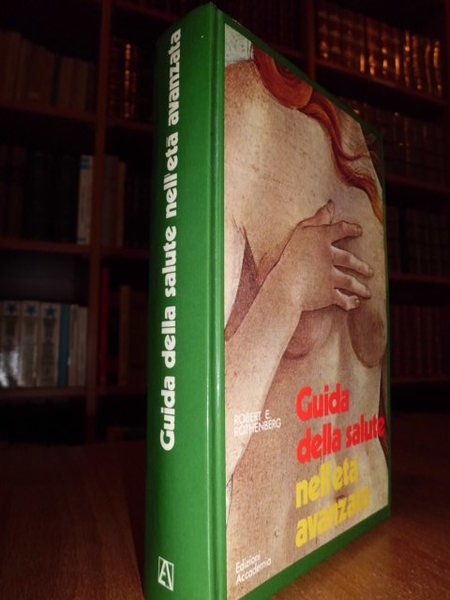 Guida della salute nell'età avanzata
ROBERT E.
ROTHENBERG
Guida
della salute
nell'età
avanzata
Edizioni
Accademia